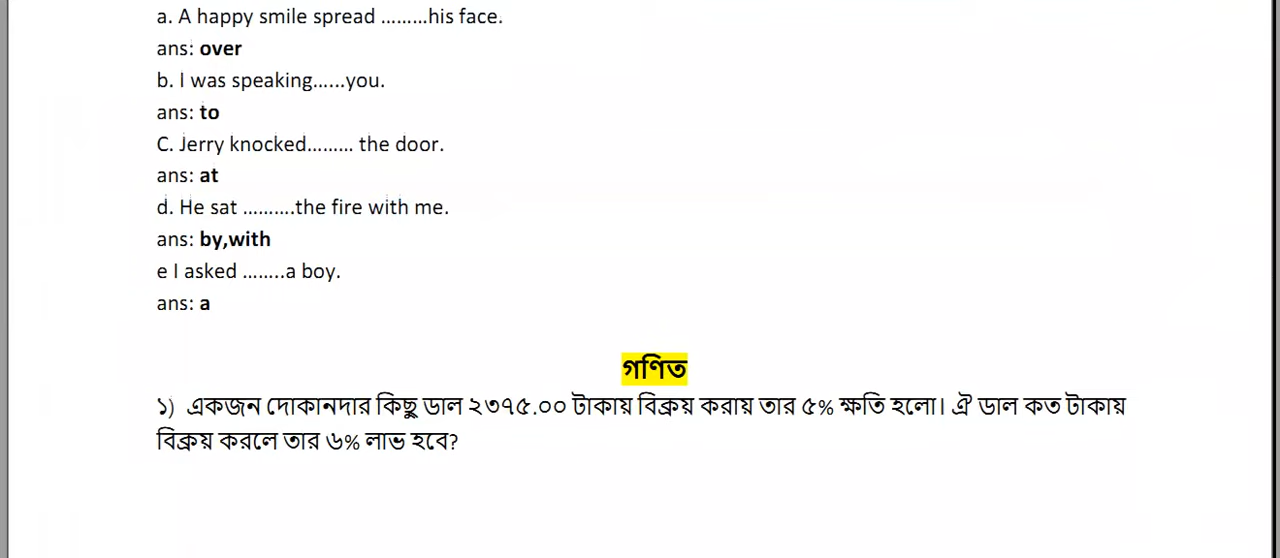 a. A happy smile spread .........his face.
ans: over
b. I was speaking......you.
ans: to
C. Jerry knocked......... the door.
ans: at
d. He sat ..........the fire with me.
ans: by,with
e I asked ........a boy.
ans: a
গণিত
১) একজন দোকানদার কিছু ডাল ২৩৭৫.০০ টাকায় বিক্রয় করায় তার ৫% ক্ষতি হলো। ঐ ডাল কত টাকায়
বিক্রয় করলে তার ৬% লাভ হবে?